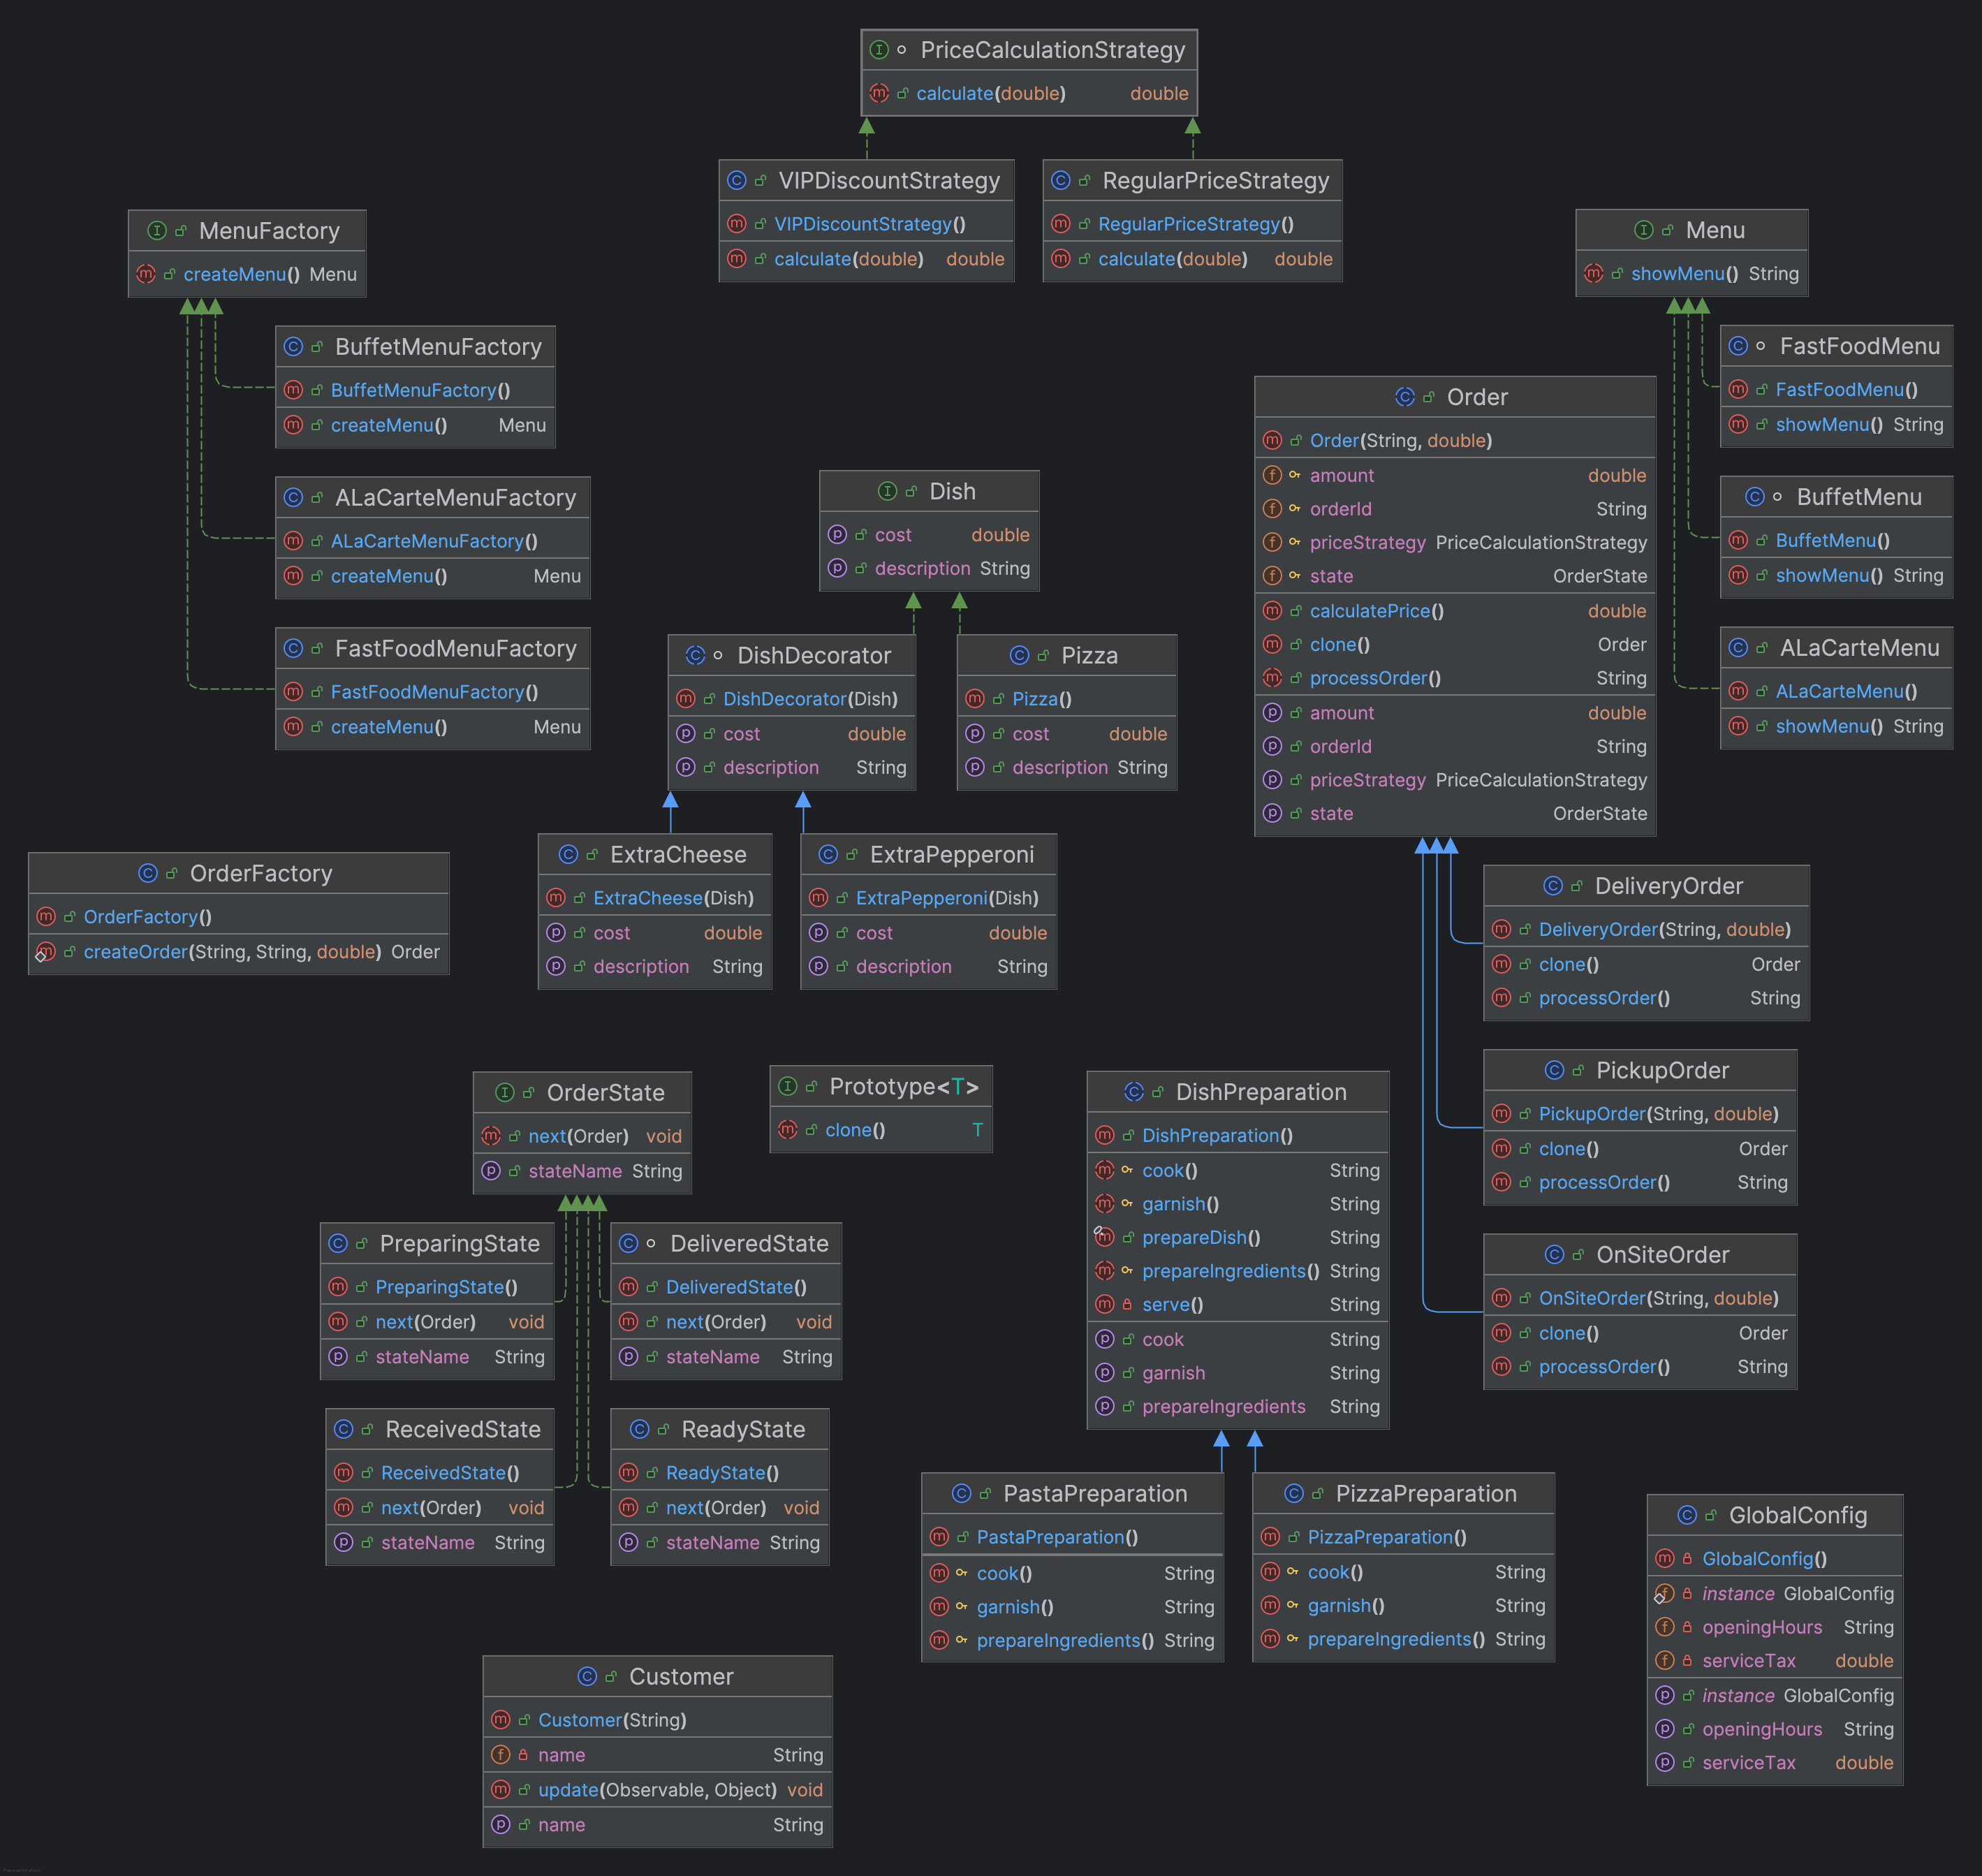 PriceCalculationStrategy
calculate(double) double
VIPDiscountStrategy
VIPDiscountStrategy()
calculate(double) double
RegularPriceStrategy
RegularPriceStrategy()
calculate(double) double
MenuFactory
createMenu() Menu
BuffetMenuFactory
BuffetMenuFactory()
createMenu() Menu
ALaCarteMenuFactory
ALaCarteMenuFactory()
createMenu() Menu
FastFoodMenuFactory
FastFoodMenuFactory()
createMenu() Menu
Menu
showMenu() String
FastFoodMenu
FastFoodMenu()
showMenu() String
BuffetMenu
BuffetMenu()
showMenu() String
ALaCarteMenu
ALaCarteMenu()
showMenu() String
Order
Order(String, double)
amount double
orderId String
priceStrategy PriceCalculationStrategy
state OrderState
calculatePrice() double
clone() Order
processOrder() String
amount double
orderId String
priceStrategy PriceCalculationStrategy
state OrderState
Dish
cost double
description String
DishDecorator
DishDecorator(Dish)
cost double
description String
Pizza
Pizza()
cost double
description String
ExtraCheese
ExtraCheese(Dish)
cost double
description String
ExtraPepperoni
ExtraPepperoni(Dish)
cost double
description String
OrderFactory
OrderFactory()
createOrder(String, String, double) Order
DeliveryOrder
DeliveryOrder(String, double)
clone() Order
processOrder() String
PickupOrder
PickupOrder(String, double)
clone() Order
processOrder() String
OnSiteOrder
OnSiteOrder(String, double)
clone() Order
processOrder() String
OrderState
next(Order) void
stateName String
Prototype<T>
clone() T
PreparingState
PreparingState()
next(Order) void
stateName String
DeliveredState
DeliveredState()
next(Order) void
stateName String
ReceivedState
ReceivedState()
next(Order) void
stateName String
ReadyState
ReadyState()
next(Order) void
stateName String
DishPreparation
DishPreparation()
cook() String
garnish() String
prepareDish() String
prepareIngredients() String
serve() String
cook String
garnish String
prepareIngredients String
PastaPreparation
PastaPreparation()
cook() String
garnish() String
prepareIngredients() String
PizzaPreparation
PizzaPreparation()
cook() String
garnish() String
prepareIngredients() String
GlobalConfig
GlobalConfig()
instance GlobalConfig
openingHours String
serviceTax double
instance GlobalConfig
openingHours String
serviceTax double
Customer
Customer(String)
name String
update(Observable, Object) void
name String